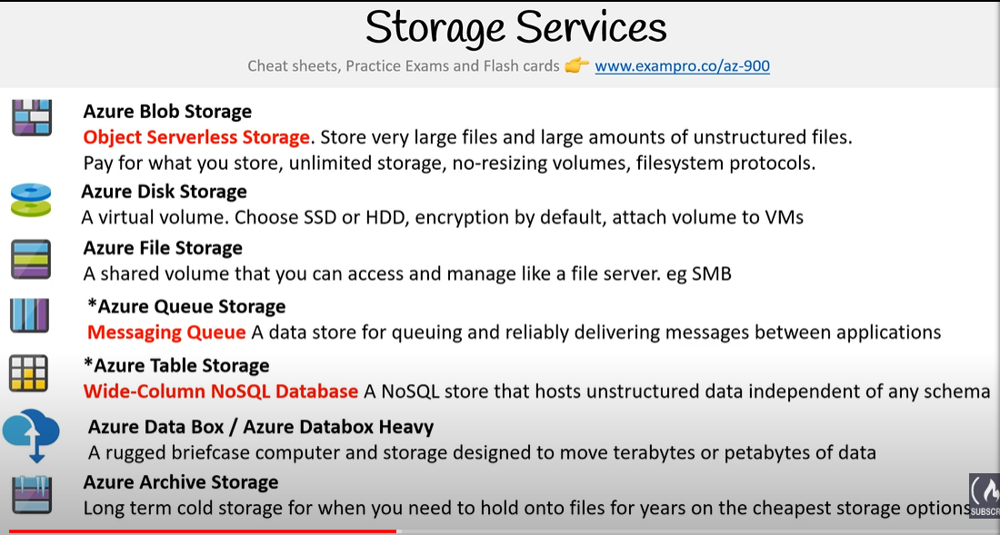 Storage Services
Cheat sheets, Practice Exams and Flash cards 👉 www.exampro.co/az-900
Azure Blob Storage
Object Serverless Storage. Store very large files and large amounts of unstructured files.
Pay for what you store, unlimited storage, no-resizing volumes, filesystem protocols.
Azure Disk Storage
A virtual volume. Choose SSD or HDD, encryption by default, attach volume to VMs
Azure File Storage
A shared volume that you can access and manage like a file server. eg SMB
*Azure Queue Storage
Messaging Queue A data store for queuing and reliably delivering messages between applications
*Azure Table Storage
Wide-Column NoSQL Database A NoSQL store that hosts unstructured data independent of any schema
Azure Data Box / Azure Databox Heavy
A rugged briefcase computer and storage designed to move terabytes or petabytes of data
Azure Archive Storage
Long term cold storage for when you need to hold onto files for years on the cheapest storage options
SUBSCR